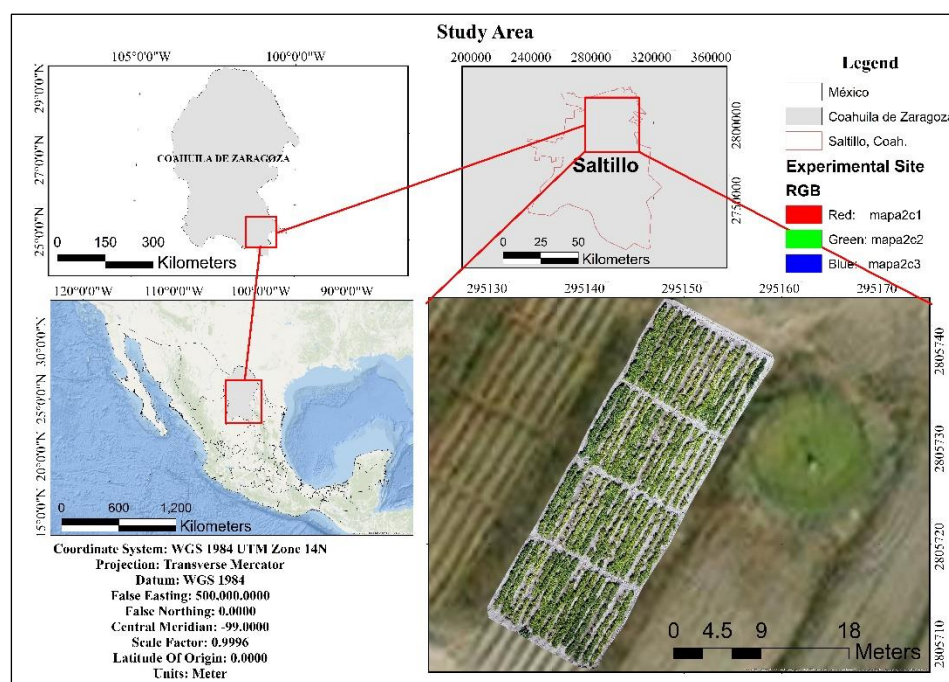 Study Area
105°0'0"W 100°0'0"W
29°0'0"N
27°0'0"N
25°0'0"N
COAHUILA DE ZARAGOZA
0 150 300
Kilometers
200000 240000 280000 320000 360000
2800000
2750000
Saltillo
0 25 50
Kilometers
Legend
México
Coahuila de Zaragoza
Saltillo, Coah.
Experimental Site
RGB
Red: mapa2c1
Green: mapa2c2
Blue: mapa2c3
120°0'0"W 110°0'0"W 100°0'0"W 90°0'0"W
30°0'0"N
25°0'0"N
20°0'0"N
15°0'0"N
0 600 1,200
Kilometers
295130 295140 295150 295160 295170
2805740
2805730
2805720
2805710
0 4.5 9 18
Meters
Coordinate System: WGS 1984 UTM Zone 14N
Projection: Transverse Mercator
Datum: WGS 1984
False Easting: 500,000.0000
False Northing: 0.0000
Central Meridian: -99.0000
Scale Factor: 0.9996
Latitude Of Origin: 0.0000
Units: Meter